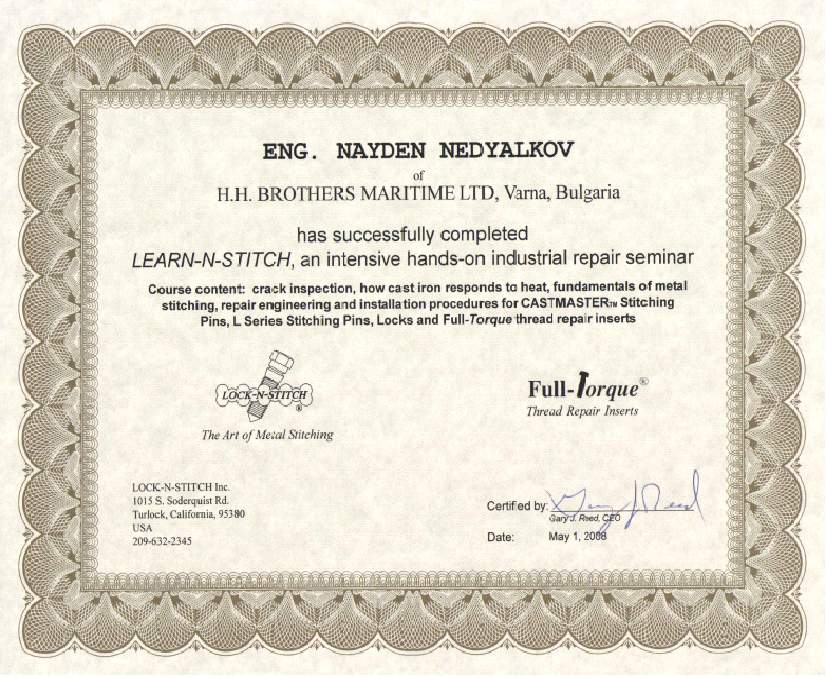 ENG. NAYDEN NEDYALKOV
of
H.H. BROTHERS MARITIME LTD, Varna, Bulgaria
has successfully completed
LEARN-N-STITCH, an intensive hands-on industrial repair seminar
Course content: crack inspection, how cast iron responds to heat, fundamentals of metal
stitching, repair engineering and installation procedures for CASTMASTER™ Stitching
Pins, L Series Stitching Pins, Locks and Full-Torque thread repair inserts
LOCK-N-STITCH®
The Art of Metal Stitching
Full-Torque®
Thread Repair Inserts
LOCK-N-STITCH Inc.
1015 S. Soderquist Rd.
Turlock, California, 95380
USA
209-632-2345
Certified by: Gary J Reed
Gary J. Reed, CEO
Date: May 1, 2008